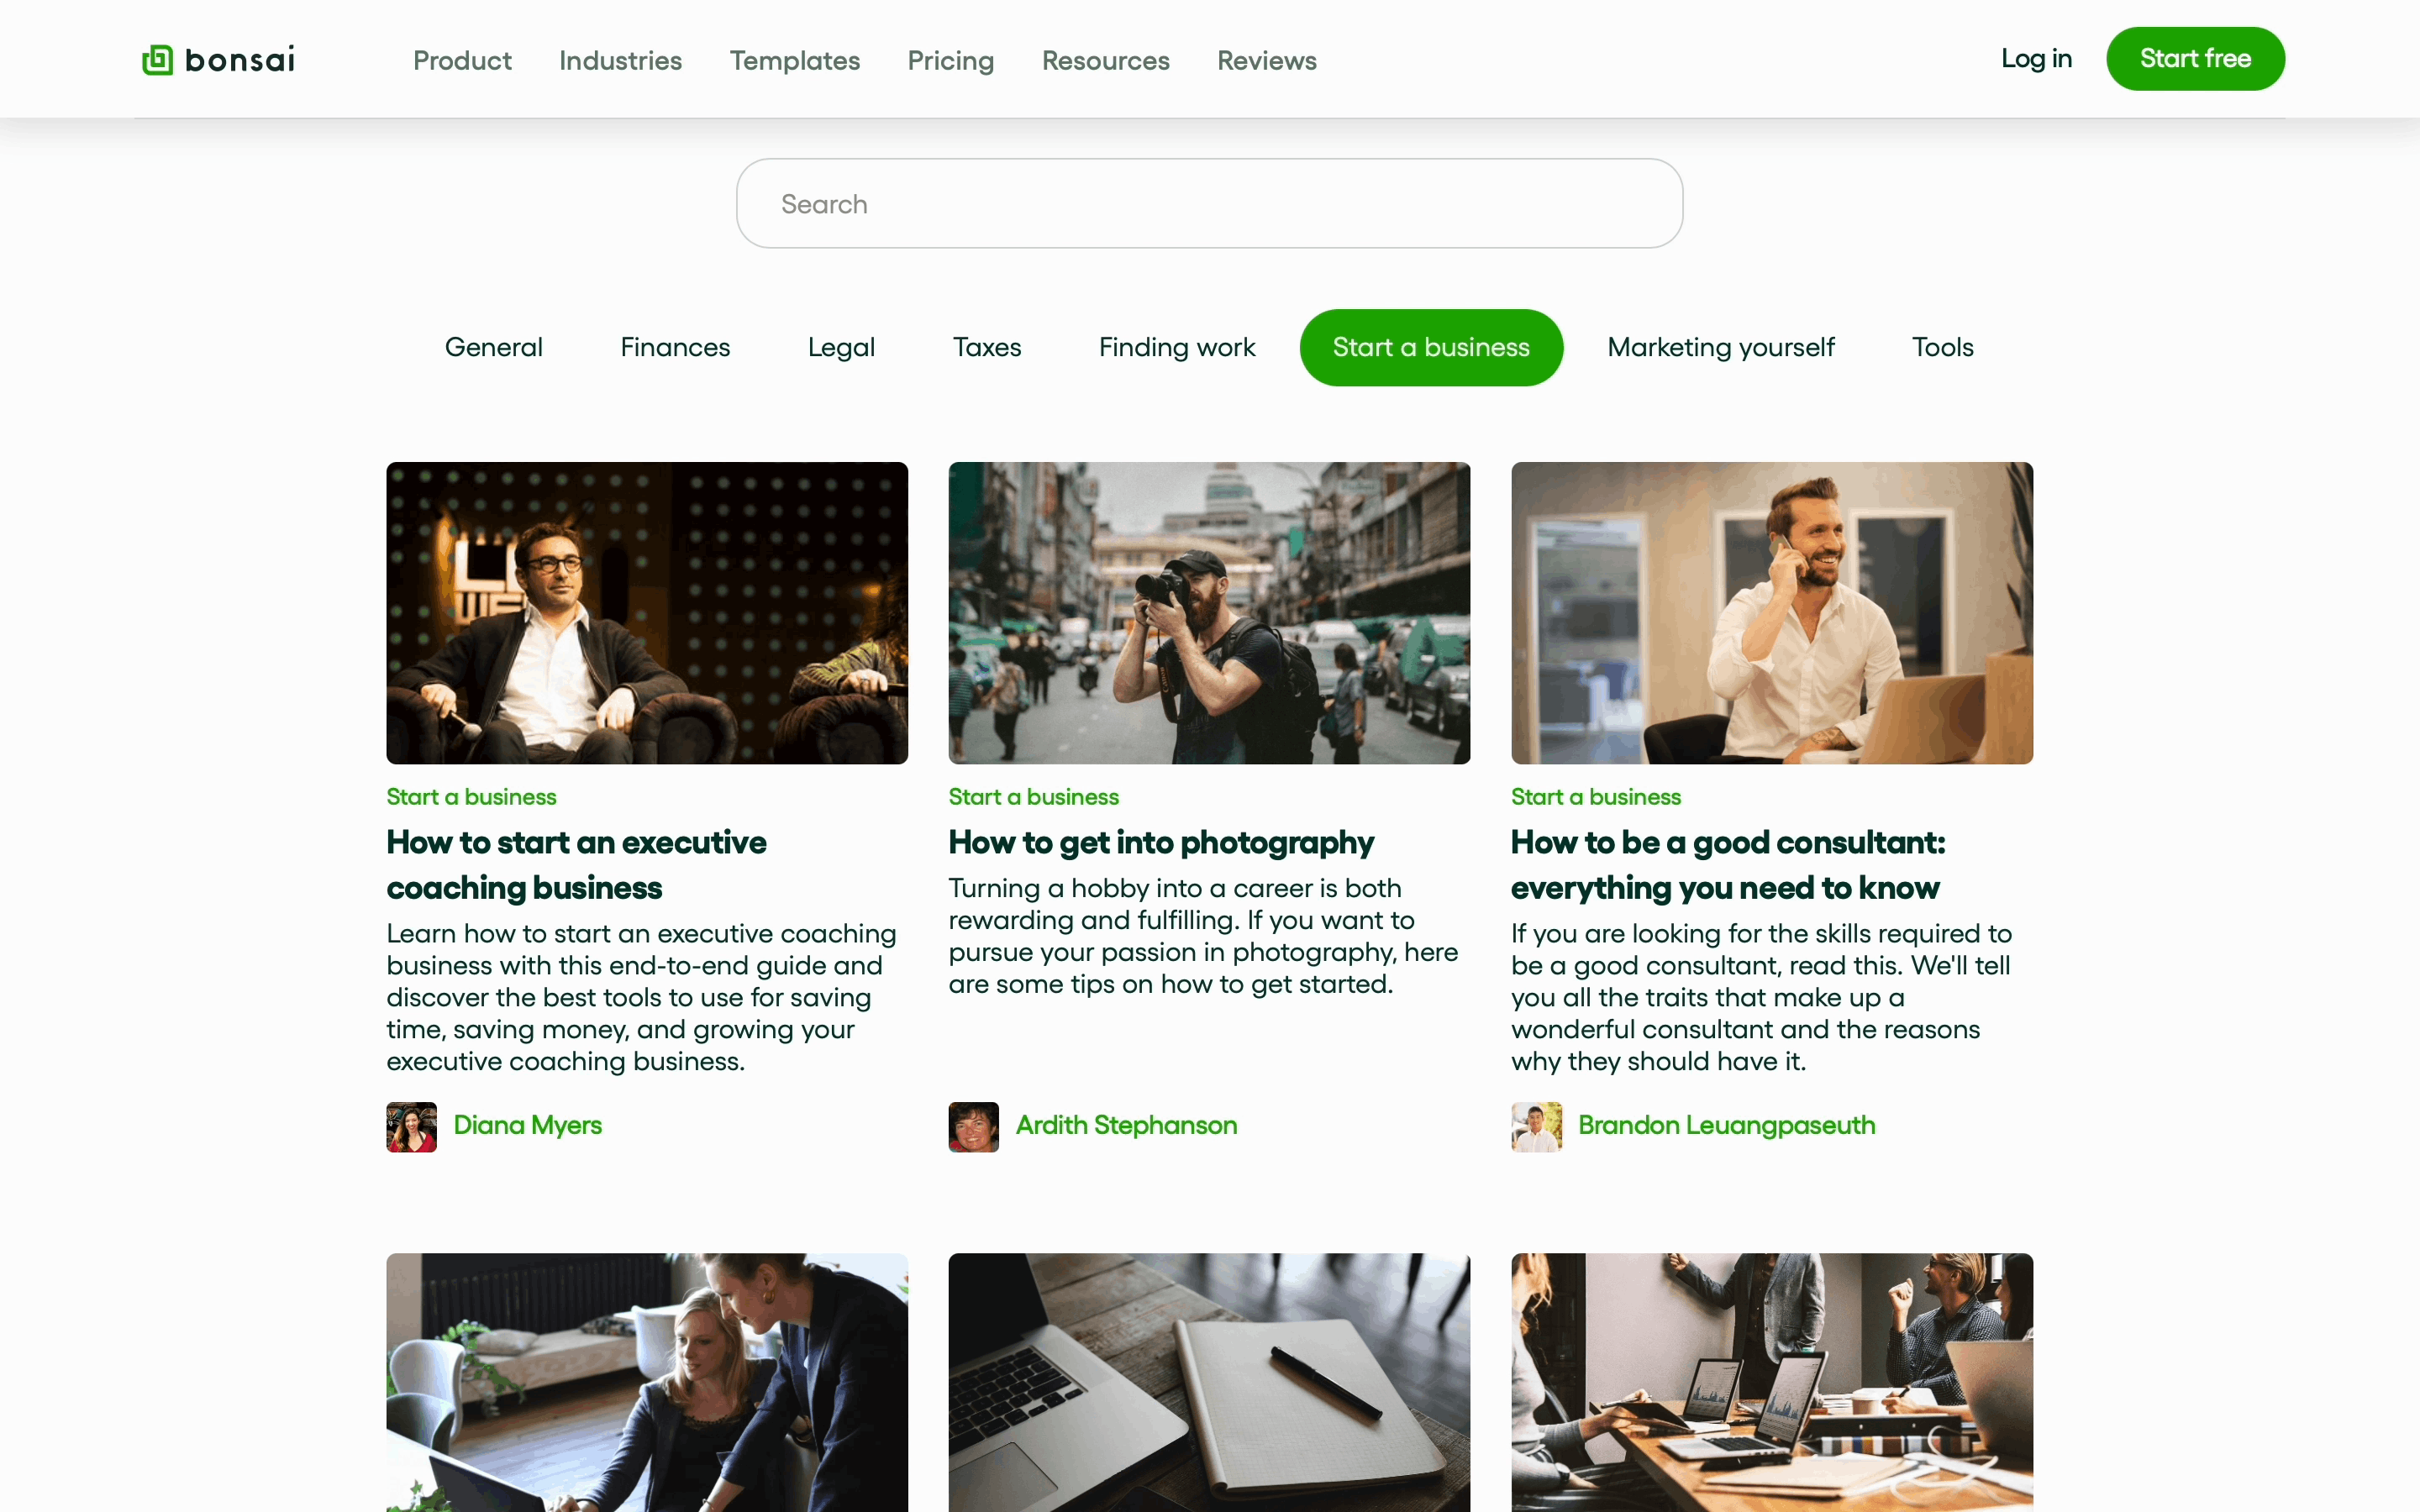 bonsai
Product
Industries
Templates
Pricing
Resources
Reviews
Log in
Start free
Search
General
Finances
Legal
Taxes
Finding work
Start a business
Marketing yourself
Tools
Start a business
How to start an executive
coaching business
Learn how to start an executive coaching
business with this end-to-end guide and
discover the best tools to use for saving
time, saving money, and growing your
executive coaching business.
Diana Myers
Start a business
How to get into photography
Turning a hobby into a career is both
rewarding and fulfilling. If you want to
pursue your passion in photography, here
are some tips on how to get started.
Ardith Stephanson
Start a business
How to be a good consultant:
everything you need to know
If you are looking for the skills required to
be a good consultant, read this. We'll tell
you all the traits that make up a
wonderful consultant and the reasons
why they should have it.
Brandon Leuangpaseuth